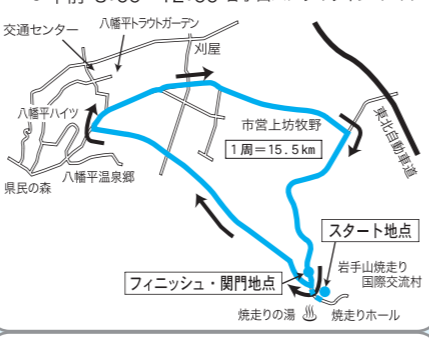 八幡平トラウトガーデン
交通センター
刈屋
八幡平ハイツ
市営上坊牧野
1周=15.5km
東北自動車道
八幡平温泉郷
県民の森
スタート地点
岩手山焼走り
国際交流村
フィニッシュ・関門地点
焼走りの湯
焼走りホール